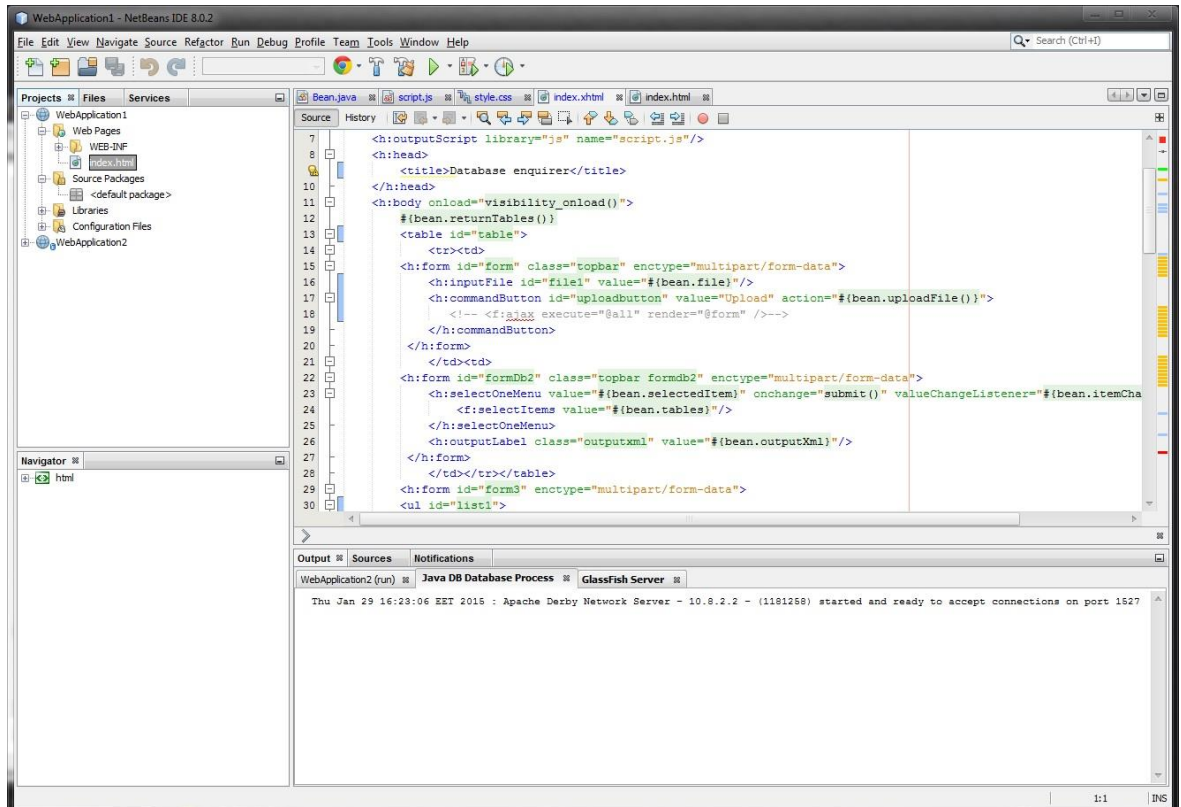 WebApplication1 - NetBeans IDE 8.0.2
File Edit View Navigate Source Refactor Run Debug Profile Team Tools Window Help
Search (Ctrl+I)
Projects Files Services
WebApplication1
Web Pages
WEB-INF
index.html
Source Packages
<default package>
Libraries
Configuration Files
WebApplication2
Navigator
html
Bean.java script.js style.css index.xhtml index.html
Source History
7 <h:outputScript library="js" name="script.js"/>
8 <h:head>
<title>Database enquirer</title>
10 </h:head>
11 <h:body onload="visibility_onload()">
12 #{bean.returnTables()}
13 <table id="table">
14 <tr><td>
15 <h:form id="form" class="topbar" enctype="multipart/form-data">
16 <h:inputFile id="file1" value="#{bean.file}"/>
17 <h:commandButton id="uploadbutton" value="Upload" action="#{bean.uploadFile()}">
18 <!-- <f:ajax execute="@all" render="@form" />-->
19 </h:commandButton>
20 </h:form>
21 </td><td>
22 <h:form id="formDb2" class="topbar formdb2" enctype="multipart/form-data">
23 <h:selectOneMenu value="#{bean.selectedItem}" onchange="submit()" valueChangeListener="#{bean.itemCha
24 <f:selectItems value="#{bean.tables}"/>
25 </h:selectOneMenu>
26 <h:outputLabel class="outputxml" value="#{bean.outputXml}"/>
27 </h:form>
28 </td></tr></table>
29 <h:form id="form3" enctype="multipart/form-data">
30 <ul id="list1">
Output Sources Notifications
WebApplication2 (run) Java DB Database Process GlassFish Server
Thu Jan 29 16:23:06 EET 2015 : Apache Derby Network Server - 10.8.2.2 - (1181258) started and ready to accept connections on port 1527
1:1 INS